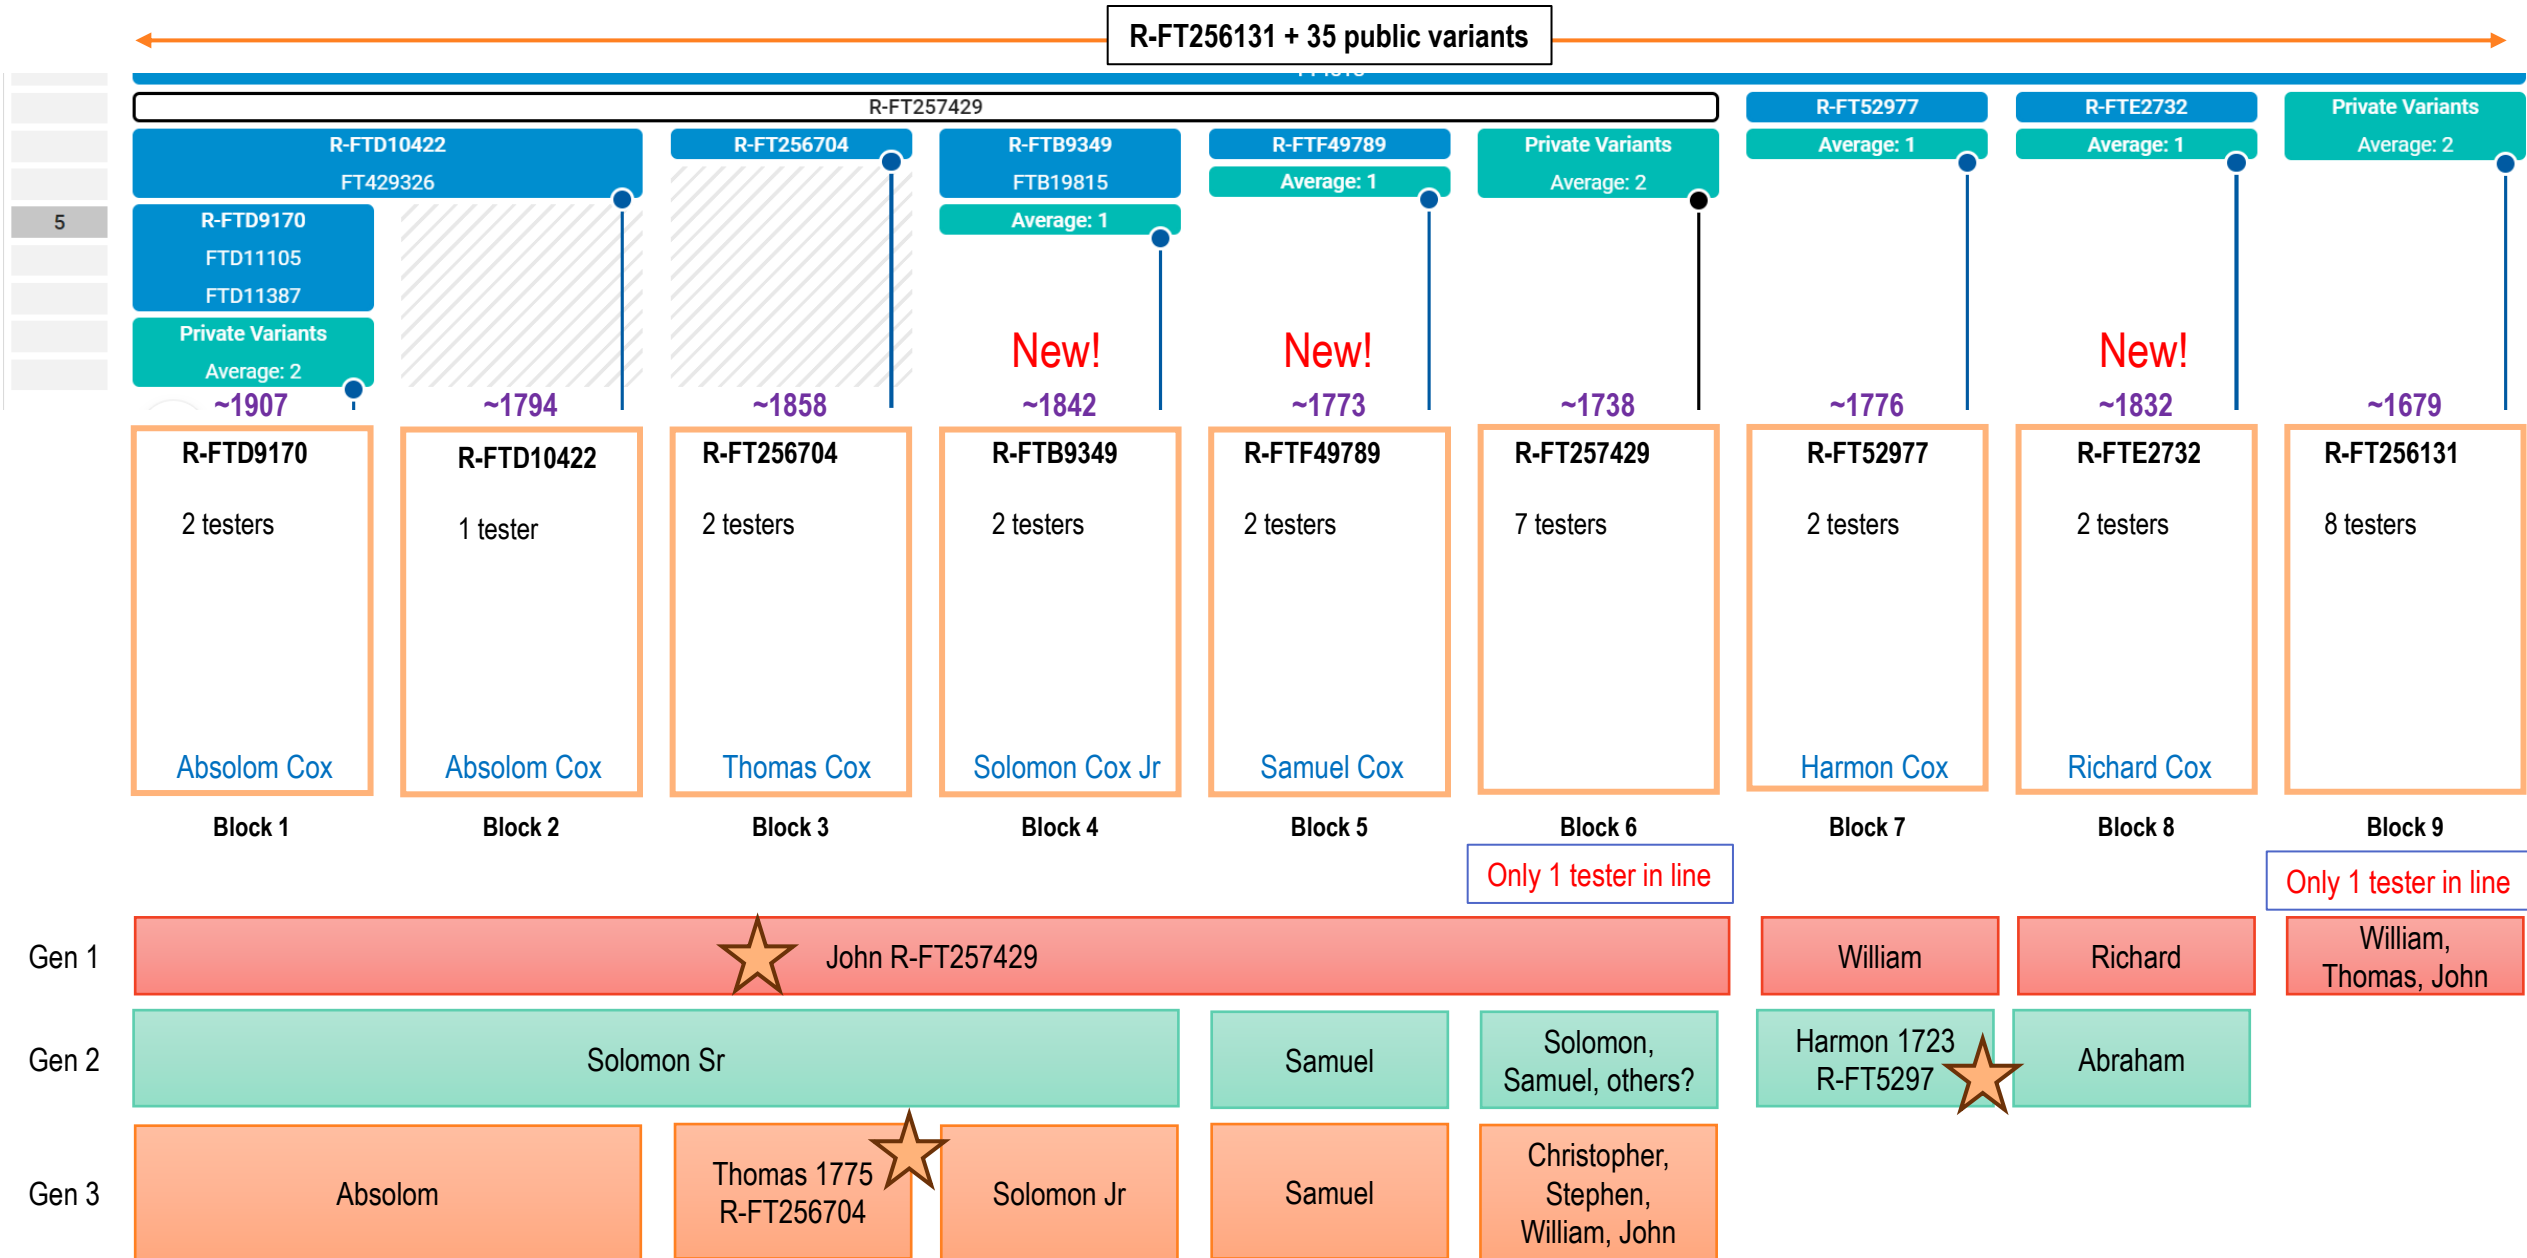 R-FT256131 + 35 public variants
R-FT257429
R-FT52977
R-FTE2732
Private Variants
R-FTD10422
R-FT256704
R-FTB9349
R-FTF49789
Private Variants
Average: 1
Average: 1
Average: 2
FT429326
FTB19815
Average: 1
Average: 2
5
R-FTD9170
Average: 1
FTD11105
FTD11387
Private Variants
Average: 2
New!
New!
New!
~1907
~1794
~1858
~1842
~1773
~1738
~1776
~1832
~1679
R-FTD9170
R-FTD10422
R-FT256704
R-FTB9349
R-FTF49789
R-FT257429
R-FT52977
R-FTE2732
R-FT256131
2 testers
1 tester
2 testers
2 testers
2 testers
7 testers
2 testers
2 testers
8 testers
Absolom Cox
Absolom Cox
Thomas Cox
Solomon Cox Jr
Samuel Cox
Harmon Cox
Richard Cox
Block 1
Block 2
Block 3
Block 4
Block 5
Block 6
Block 7
Block 8
Block 9
Only 1 tester in line
Only 1 tester in line
Gen 1
John R-FT257429
William
Richard
William,
Thomas, John
Gen 2
Solomon Sr
Samuel
Solomon,
Samuel, others?
Harmon 1723
R-FT5297
Abraham
Gen 3
Absolom
Thomas 1775
R-FT256704
Solomon Jr
Samuel
Christopher,
Stephen,
William, John